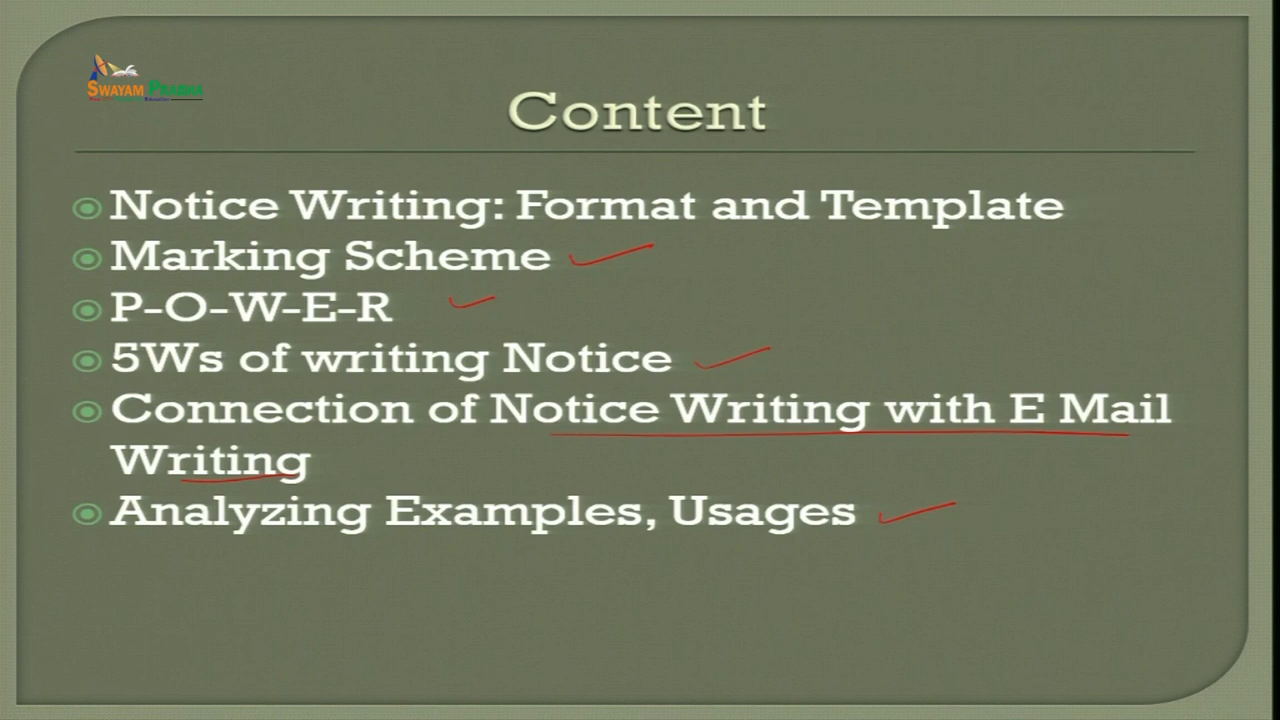 SWAYAM PRABHA
Content
Notice Writing: Format and Template
Marking Scheme
P-O-W-E-R
5Ws of writing Notice
Connection of Notice Writing with E Mail
Writing
Analyzing Examples, Usages